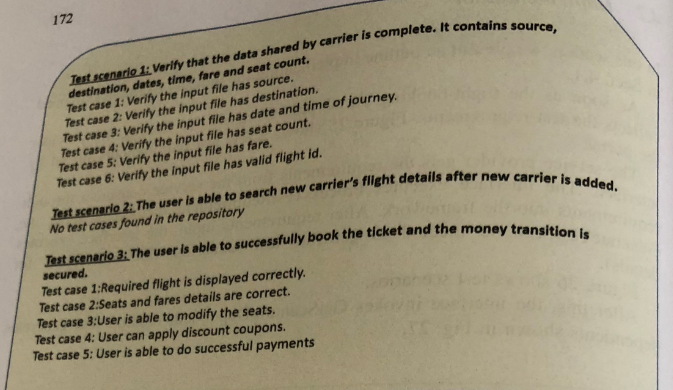 172
Test scenario 1: Verify that the data shared by carrier is complete. It contains source,
destination, dates, time, fare and seat count.
Test case 1: Verify the input file has source.
Test case 2: Verify the input file has destination.
Test case 3: Verify the input file has date and time of journey.
Test case 4: Verify the input file has seat count.
Test case 5: Verify the input file has fare.
Test case 6: Verify the input file has valid flight id.
Test scenario 2: The user is able to search new carrier's flight details after new carrier is added.
No test cases found in the repository
Test scenario 3: The user is able to successfully book the ticket and the money transition is
secured.
Test case 1:Required flight is displayed correctly.
Test case 2:Seats and fares details are correct.
Test case 3:User is able to modify the seats.
Test case 4: User can apply discount coupons.
Test case 5: User is able to do successful payments